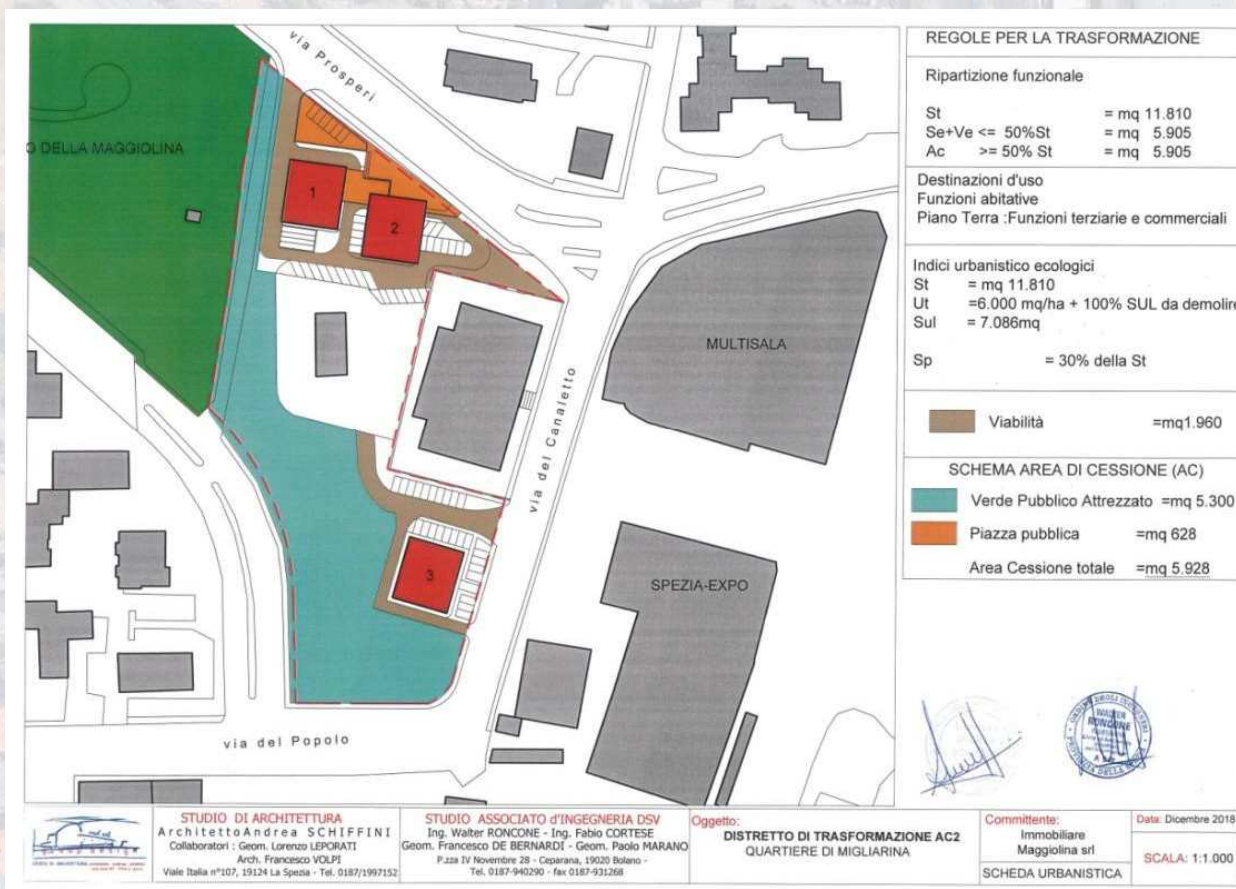 via Prosperi
O DELLA MAGGIOLINA
1
2
MULTISALA
via del Canaletto
3
SPEZIA-EXPO
via del Popolo
REGOLE PER LA TRASFORMAZIONE
Ripartizione funzionale
St = mq 11.810
Se+Ve <= 50%St = mq 5.905
Ac >= 50% St = mq 5.905
Destinazioni d'uso
Funzioni abitative
Piano Terra :Funzioni terziarie e commerciali
Indici urbanistico ecologici
St = mq 11.810
Ut =6.000 mq/ha + 100% SUL da demolire
Sul = 7.086mq
Sp = 30% della St
Viabilità =mq1.960
SCHEMA AREA DI CESSIONE (AC)
Verde Pubblico Attrezzato =mq 5.300
Piazza pubblica =mq 628
Area Cessione totale =mq 5.928
WALTER
RONCONE
STUDIO DI ARCHITETTURA
Architetto Andrea SCHIFFINI
Collaboratori : Geom. Lorenzo LEPORATI
Arch. Francesco VOLPI
Viale Italia n°107, 19124 La Spezia - Tel. 0187/1997152
STUDIO ASSOCIATO d'INGEGNERIA DSV
Ing. Walter RONCONE - Ing. Fabio CORTESE
Geom. Francesco DE BERNARDI - Geom. Paolo MARANO
P.zza IV Novembre 28 - Ceparana, 19020 Bolano -
Tel. 0187-940290 - fax 0187-931268
Oggetto:
DISTRETTO DI TRASFORMAZIONE AC2
QUARTIERE DI MIGLIARINA
Committente:
Immobiliare
Maggiolina srl
SCHEDA URBANISTICA
Data: Dicembre 2018
SCALA: 1:1.000